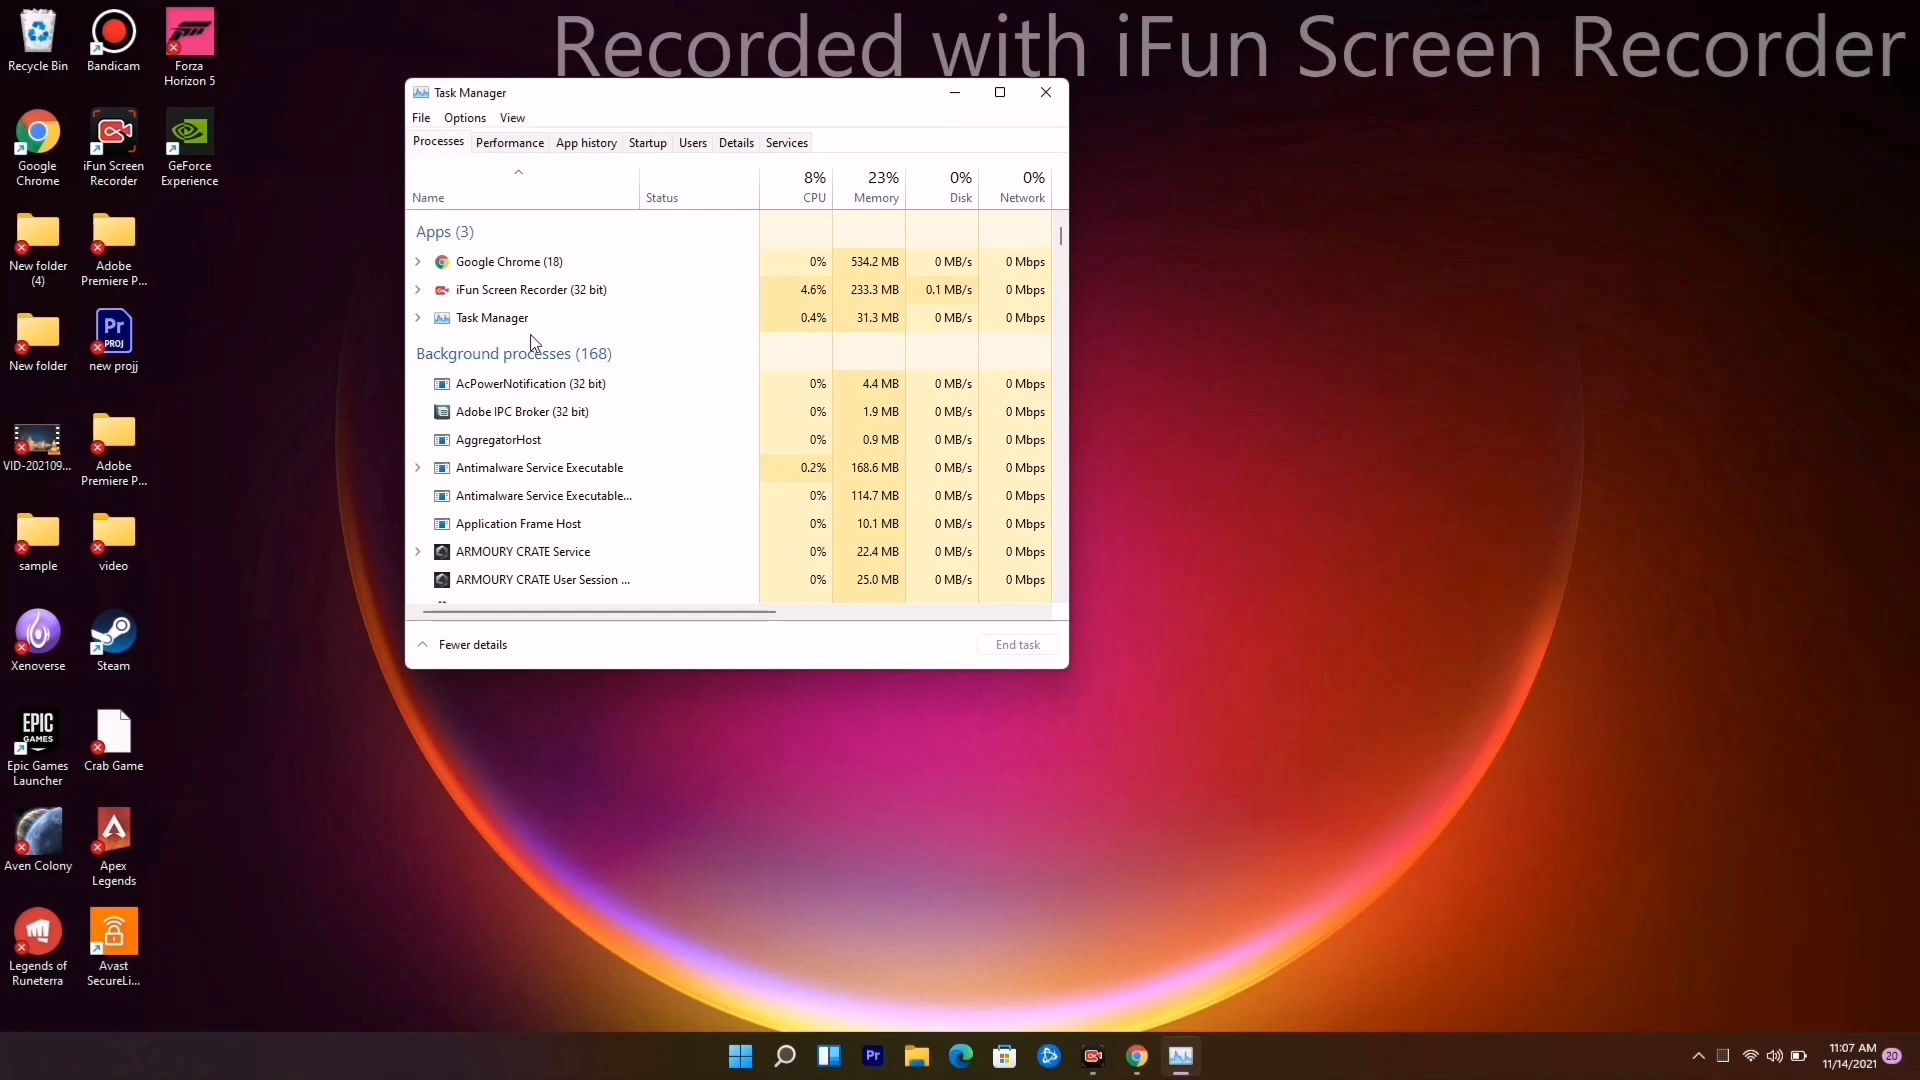 Recorded with iFun Screen Recorder
Recycle Bin
Bandicam
Forza
Horizon 5
Google
Chrome
iFun Screen
Recorder
GeForce
Experience
New folder
(4)
Adobe
Premiere P...
New folder
Pr
PROJ
new projj
VID-202109...
Adobe
Premiere P...
sample
video
Xenoverse
Steam
EPIC
GAMES
Epic Games
Launcher
Crab Game
Aven Colony
Apex
Legends
Legends of
Runeterra
Avast
SecureLi...
Task Manager
File Options View
Processes Performance App history Startup Users Details Services
8% 23% 0% 0%
Name Status CPU Memory Disk Network
Apps (3)
Google Chrome (18) 0% 534.2 MB 0 MB/s 0 Mbps
iFun Screen Recorder (32 bit) 4.6% 233.3 MB 0.1 MB/s 0 Mbps
Task Manager 0.4% 31.3 MB 0 MB/s 0 Mbps
Background processes (168)
AcPowerNotification (32 bit) 0% 4.4 MB 0 MB/s 0 Mbps
Adobe IPC Broker (32 bit) 0% 1.9 MB 0 MB/s 0 Mbps
AggregatorHost 0% 0.9 MB 0 MB/s 0 Mbps
Antimalware Service Executable 0.2% 168.6 MB 0 MB/s 0 Mbps
Antimalware Service Executable... 0% 114.7 MB 0 MB/s 0 Mbps
Application Frame Host 0% 10.1 MB 0 MB/s 0 Mbps
ARMOURY CRATE Service 0% 22.4 MB 0 MB/s 0 Mbps
ARMOURY CRATE User Session ... 0% 25.0 MB 0 MB/s 0 Mbps
Fewer details End task
Pr
11:07 AM
11/14/2021
20